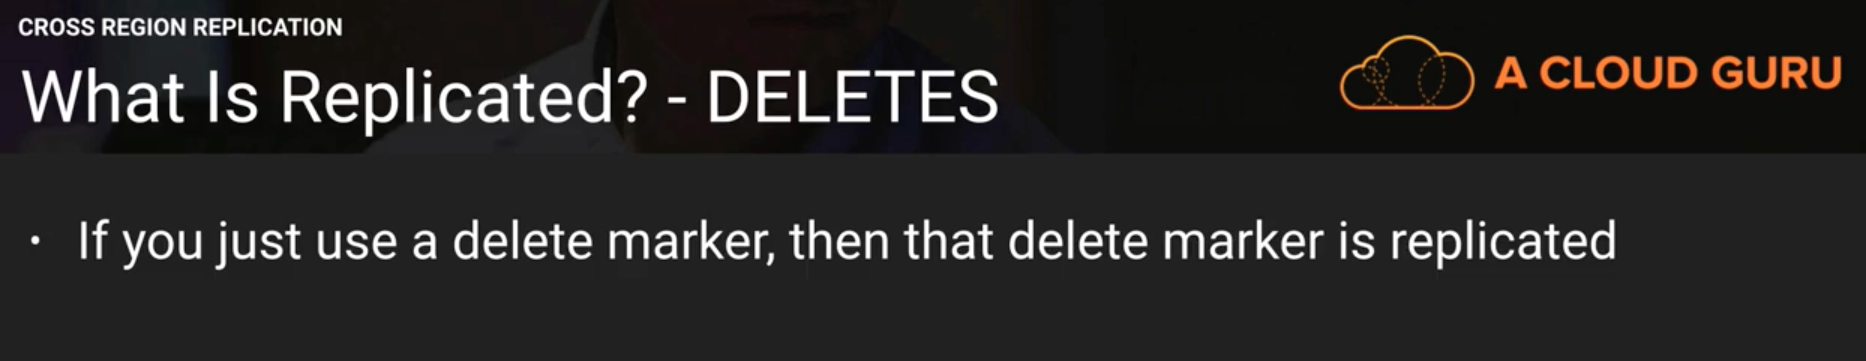 CROSS REGION REPLICATION
What Is Replicated? - DELETES
A CLOUD GURU
• If you just use a delete marker, then that delete marker is replicated